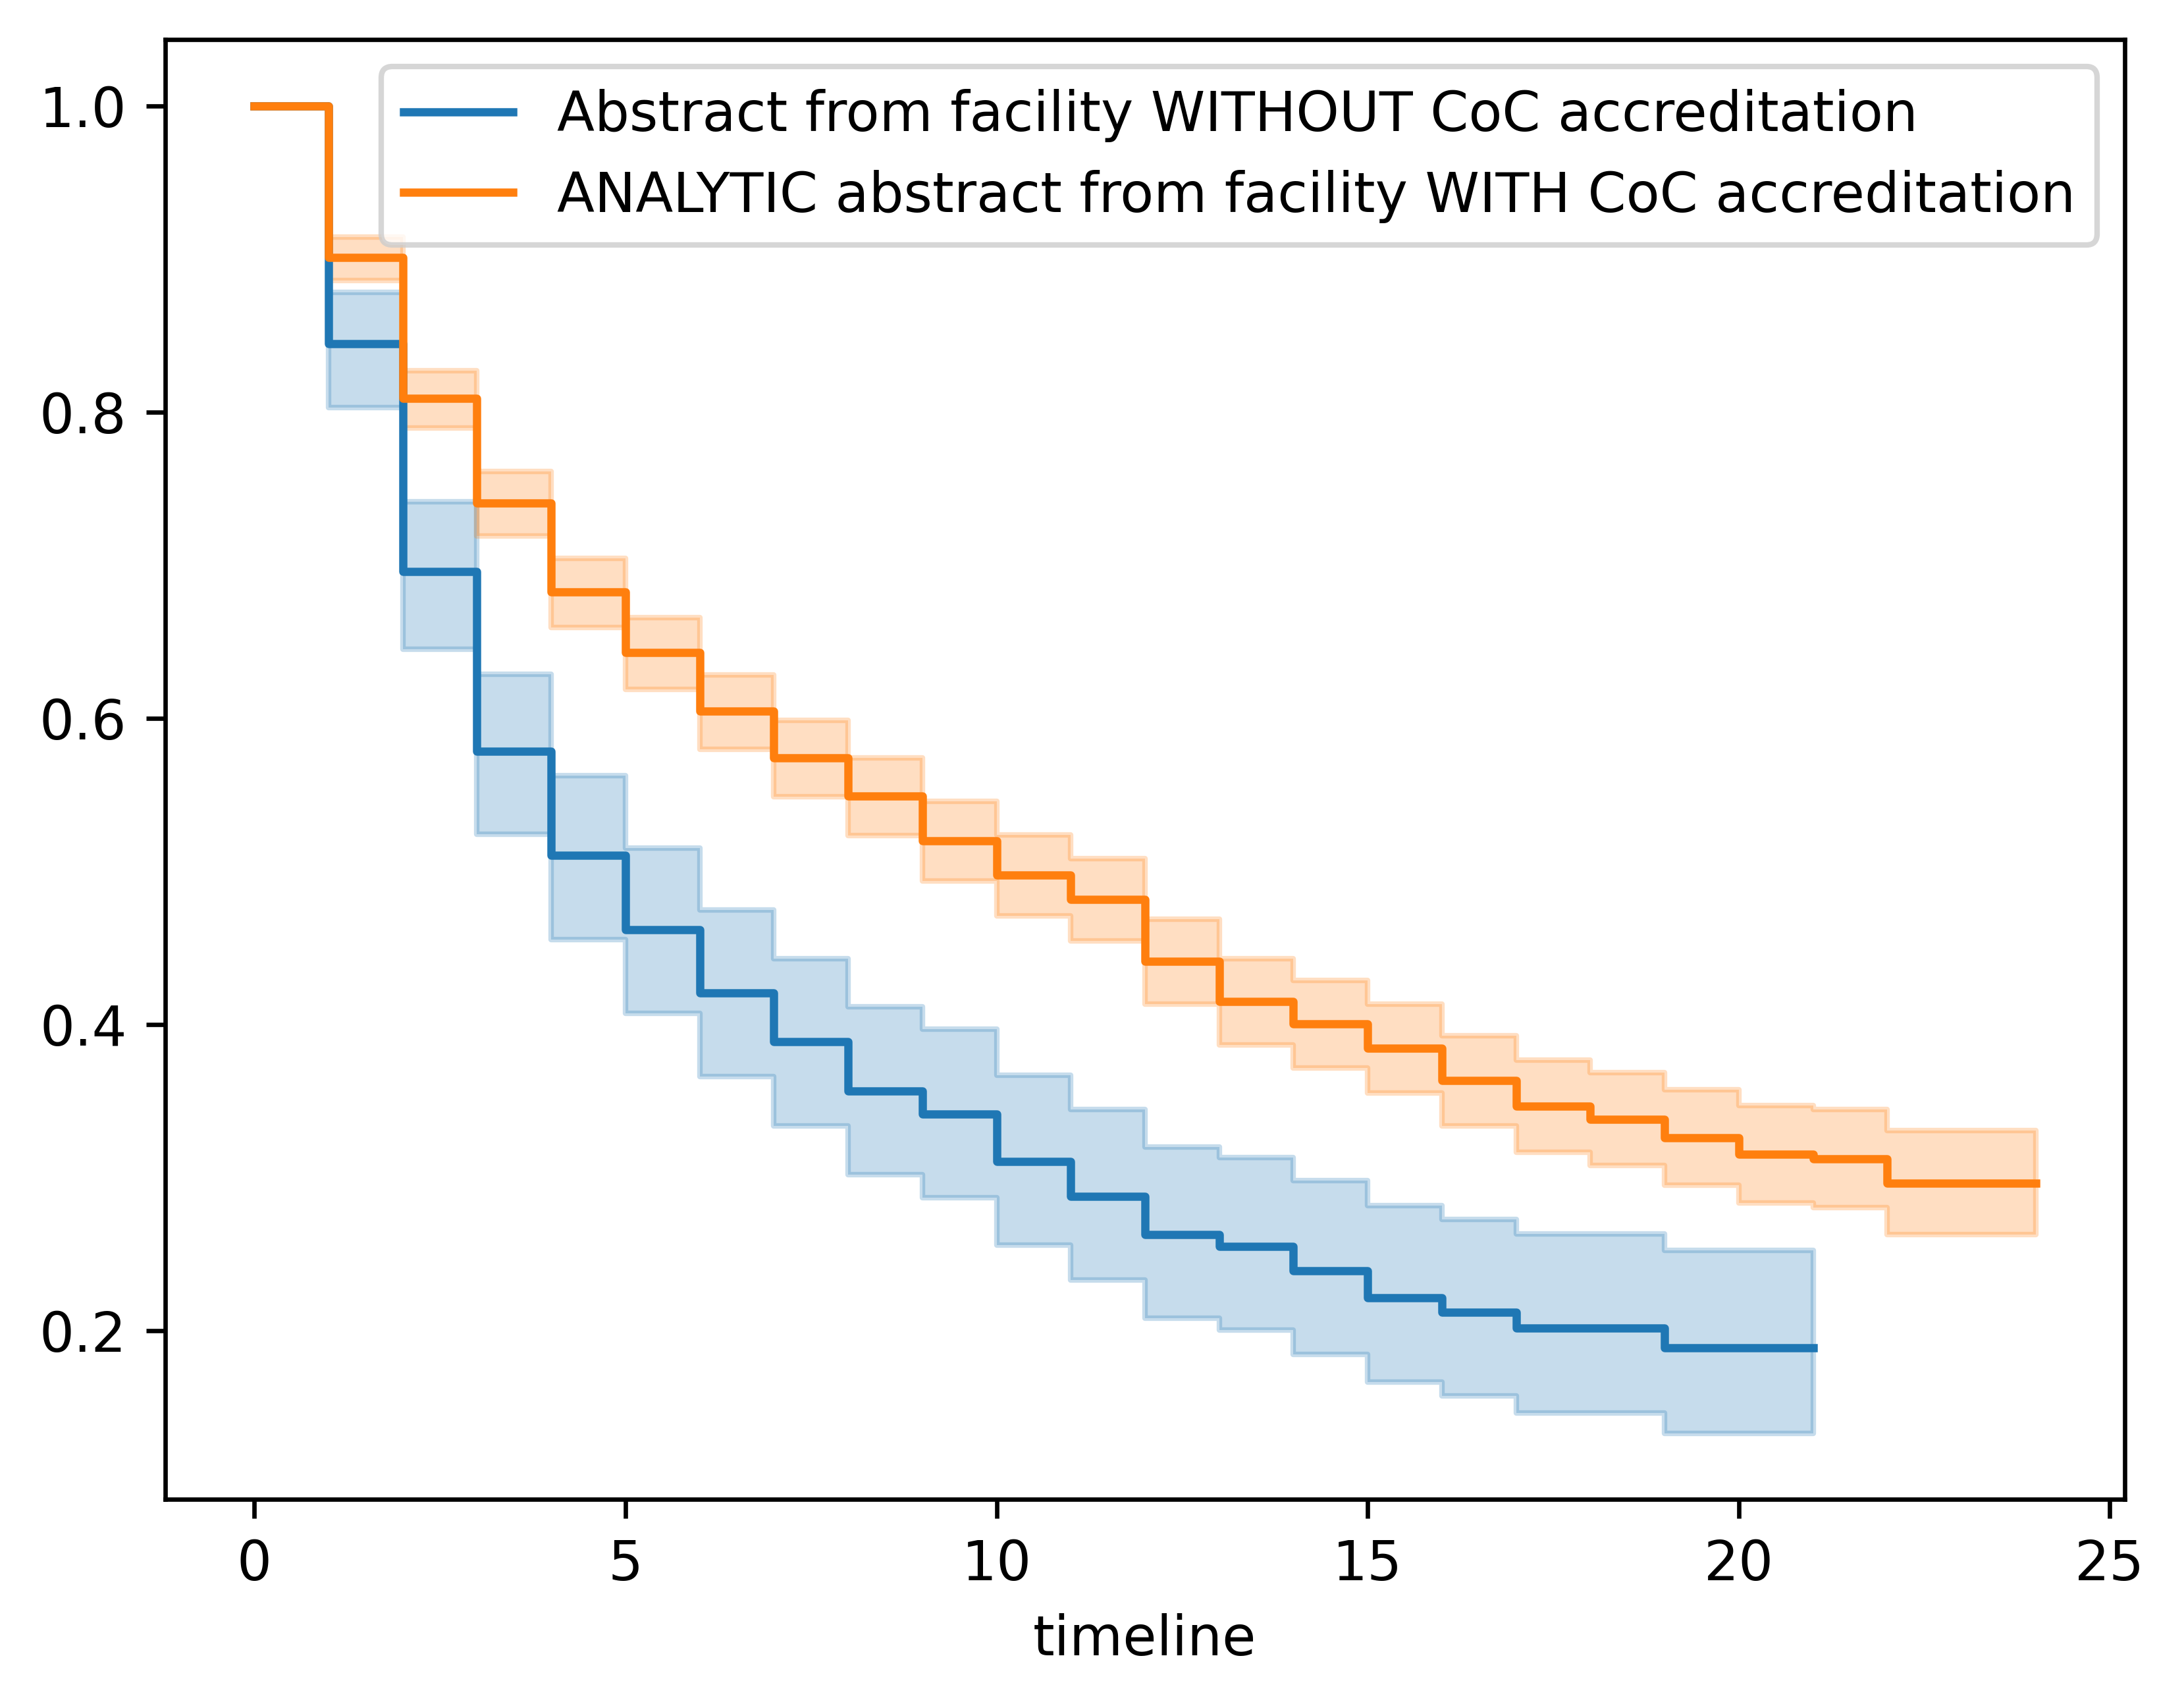 Abstract from facility WITHOUT CoC accreditation
ANALYTIC abstract from facility WITH CoC accreditation
1.0
0.8
0.6
0.4
0.2
0 5 10 15 20 25
timeline